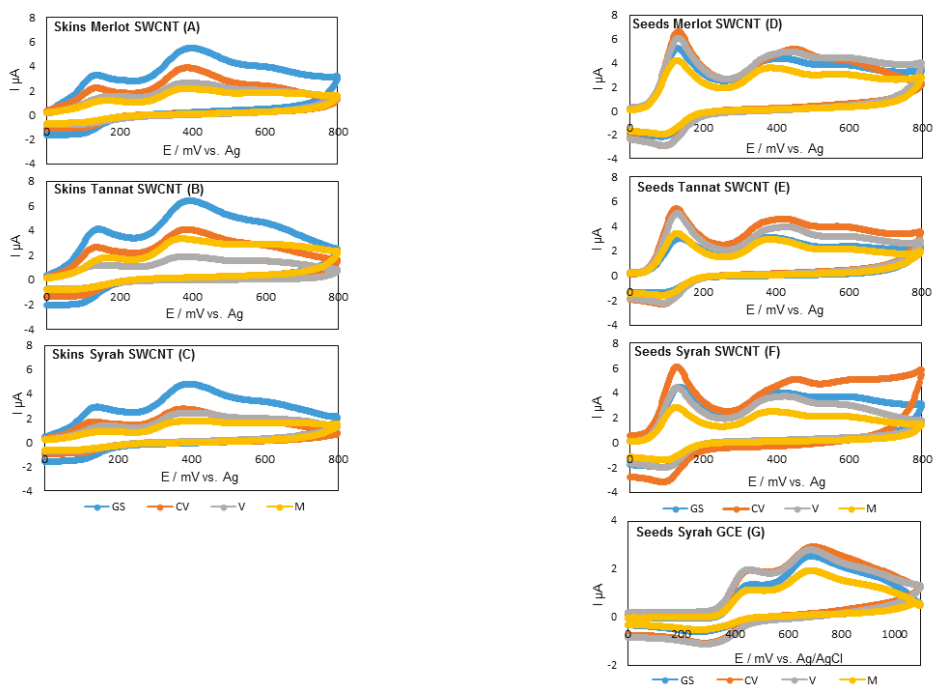 Skins Merlot SWCNT (A)
8
6
4
2
0
-2
-4
I µA
0 200 400 600 800
E / mV vs. Ag
Skins Tannat SWCNT (B)
8
6
4
2
0
-2
-4
I µA
0 200 400 600 800
E / mV vs. Ag
Skins Syrah SWCNT (C)
8
6
4
2
0
-2
-4
I µA
0 200 400 600 800
E / mV vs. Ag
GS CV V M
Seeds Merlot SWCNT (D)
8
6
4
2
0
-2
-4
I µA
0 200 400 600 800
E / mV vs. Ag
Seeds Tannat SWCNT (E)
8
6
4
2
0
-2
-4
I µA
0 200 400 600 800
E / mV vs. Ag
Seeds Syrah SWCNT (F)
8
6
4
2
0
-2
-4
I µA
0 200 400 600 800
E / mV vs. Ag
GS CV V M
Seeds Syrah GCE (G)
4
2
0
-2
I µA
0 200 400 600 800 1000
E / mV vs. Ag/AgCl
GS CV V M